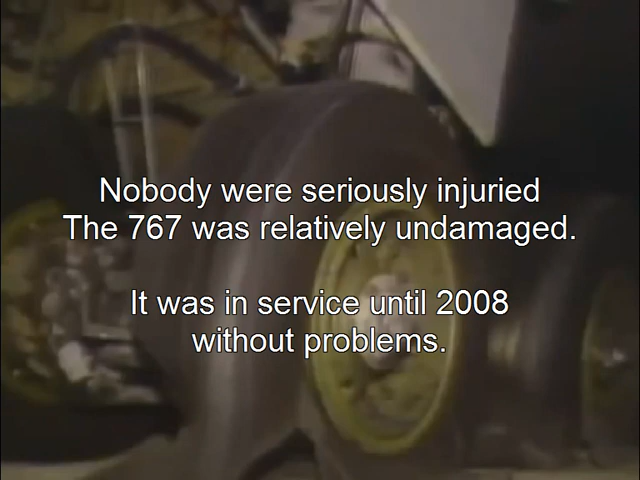 Nobody were seriously injuried
The 767 was relatively undamaged.
It was in service until 2008
without problems.